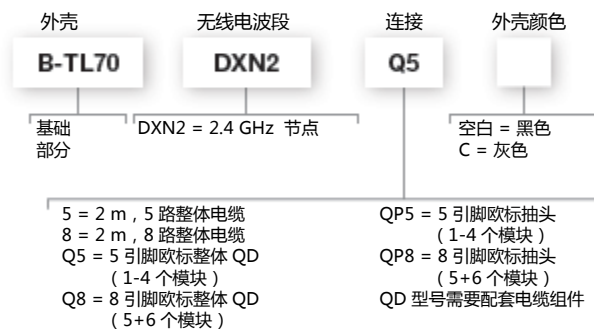 外壳 无线电波段 连接 外壳颜色
B-TL70 DXN2 Q5
基础
部分
DXN2 = 2.4 GHz 节点
空白 = 黑色
C = 灰色
5 = 2 m , 5 路整体电缆
8 = 2 m , 8 路整体电缆
Q5 = 5 引脚欧标整体 QD
( 1-4 个模块 )
Q8 = 8 引脚欧标整体 QD
( 5+6 个模块 )
QP5 = 5 引脚欧标抽头
( 1-4 个模块 )
QP8 = 8 引脚欧标抽头
( 5+6 个模块 )
QD 型号需要配套电缆组件